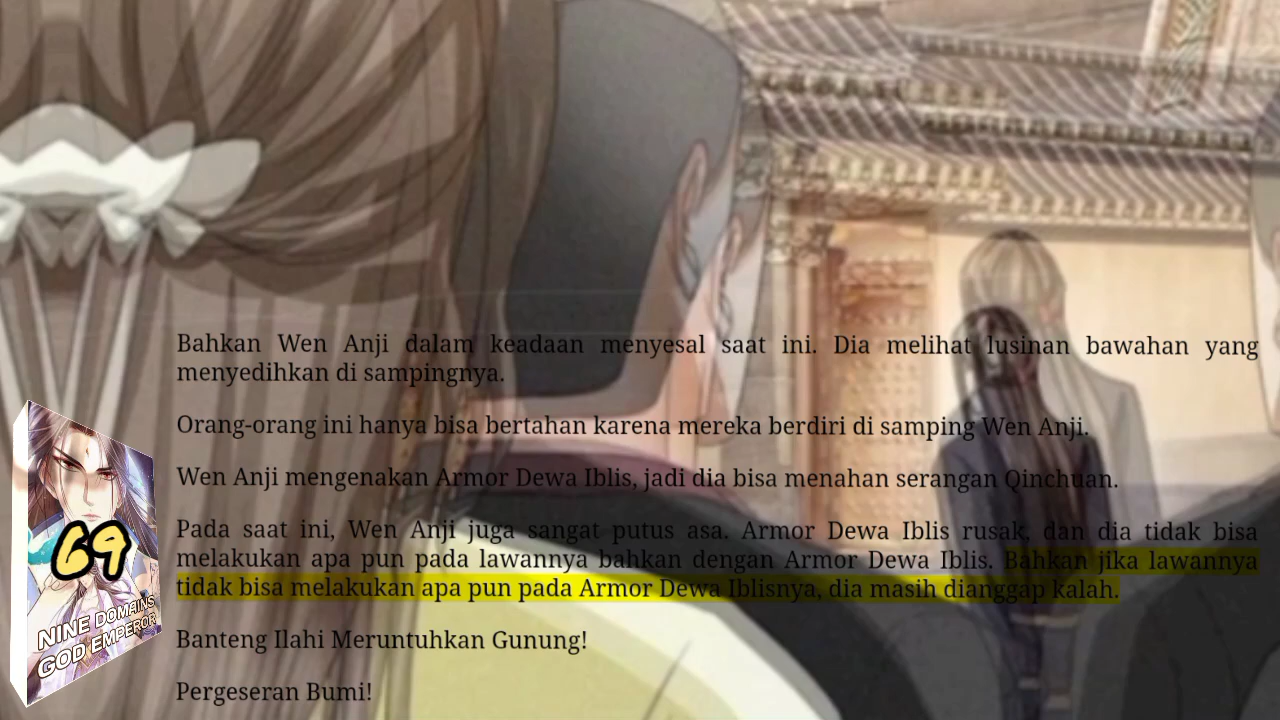 Bahkan Wen Anji dalam keadaan menyesal saat ini. Dia melihat lusinan bawahan yang
menyedihkan di sampingnya.
Orang-orang ini hanya bisa bertahan karena mereka berdiri di samping Wen Anji.
Wen Anji mengenakan Armor Dewa Iblis, jadi dia bisa menahan serangan Qinchuan.
Pada saat ini, Wen Anji juga sangat putus asa. Armor Dewa Iblis rusak, dan dia tidak bisa
melakukan apa pun pada lawannya bahkan dengan Armor Dewa Iblis. Bahkan jika lawannya
tidak bisa melakukan apa pun pada Armor Dewa Iblisnya, dia masih dianggap kalah.
Banteng Ilahi Meruntuhkan Gunung!
Pergeseran Bumi!
69
NINE DOMAINS
GOD EMPEROR